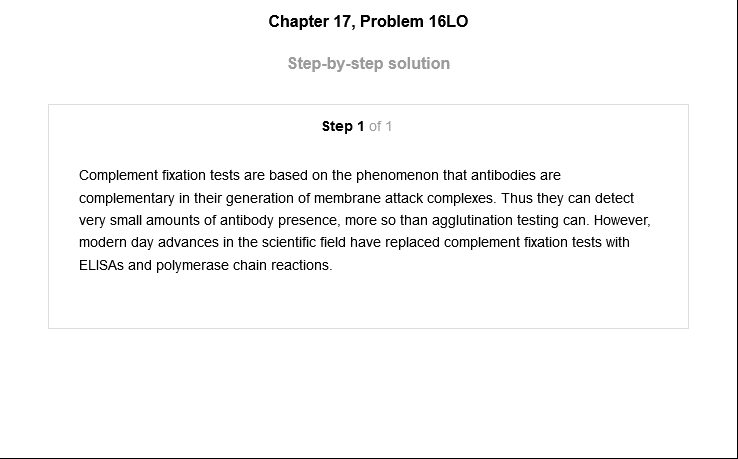 Chapter 17, Problem 16LO
Step-by-step solution
Step 1 of 1
Complement fixation tests are based on the phenomenon that antibodies are
complementary in their generation of membrane attack complexes. Thus they can detect
very small amounts of antibody presence, more so than agglutination testing can. However,
modern day advances in the scientific field have replaced complement fixation tests with
ELISAs and polymerase chain reactions.